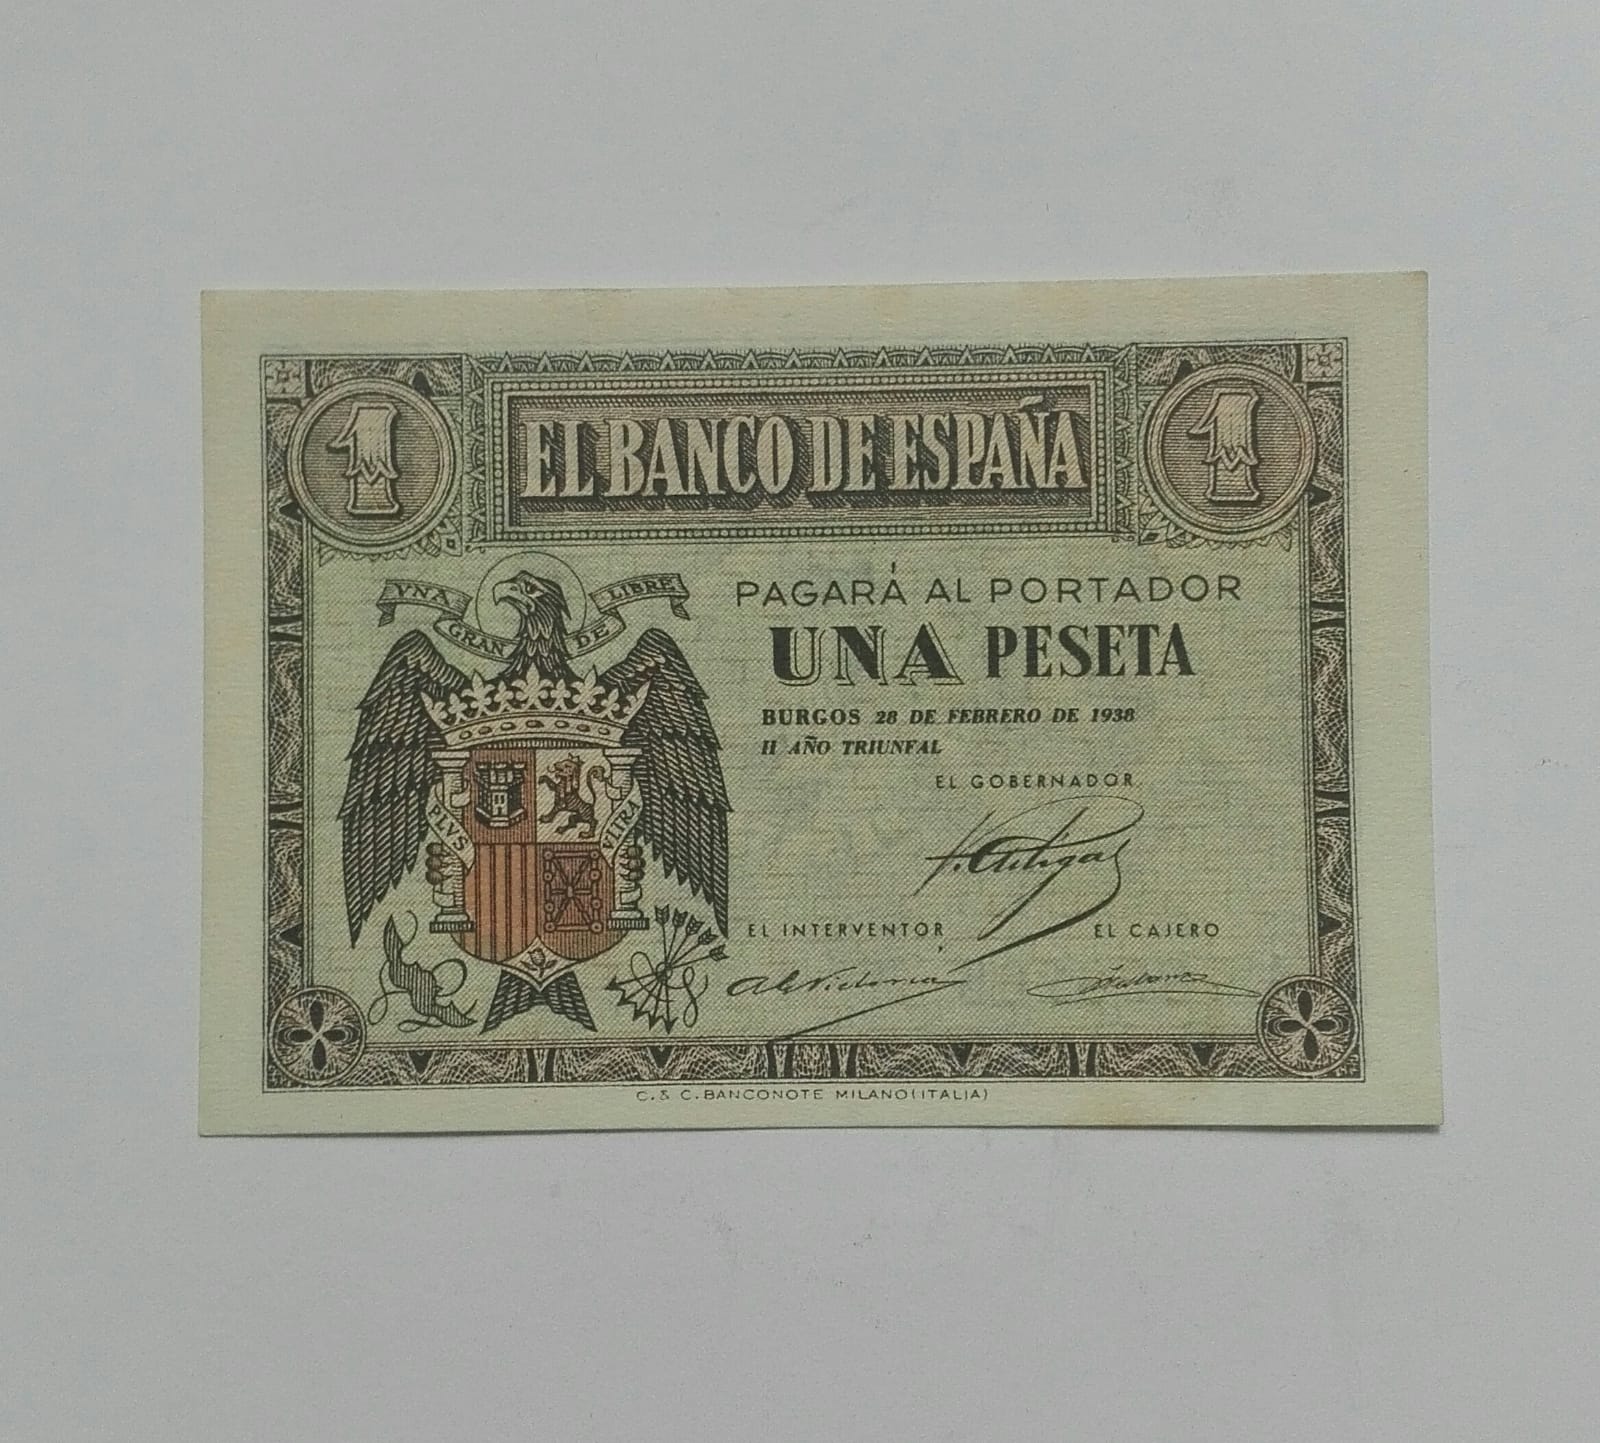 1
EL BANCO DE ESPAÑA
1
VNA GRANDE LIBRE
PAGARÁ AL PORTADOR
UNA PESETA
BURGOS 28 DE FEBRERO DE 1938
II AÑO TRIUNFAL
EL GOBERNADOR
PLVS VLTRA
EL INTERVENTOR
EL CAJERO
C. & C. BANCONOTE MILANO (ITALIA)